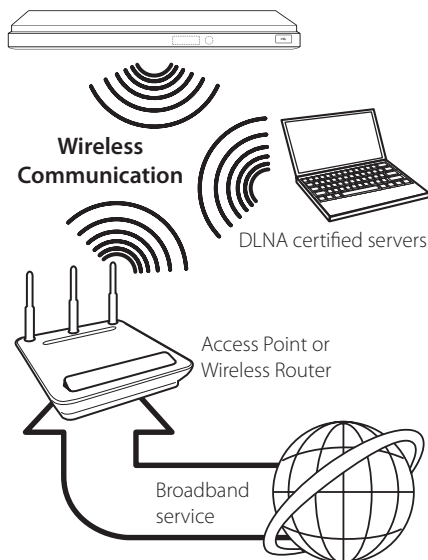 Wireless
Communication
DLNA certified servers
Access Point or
Wireless Router
Broadband
service